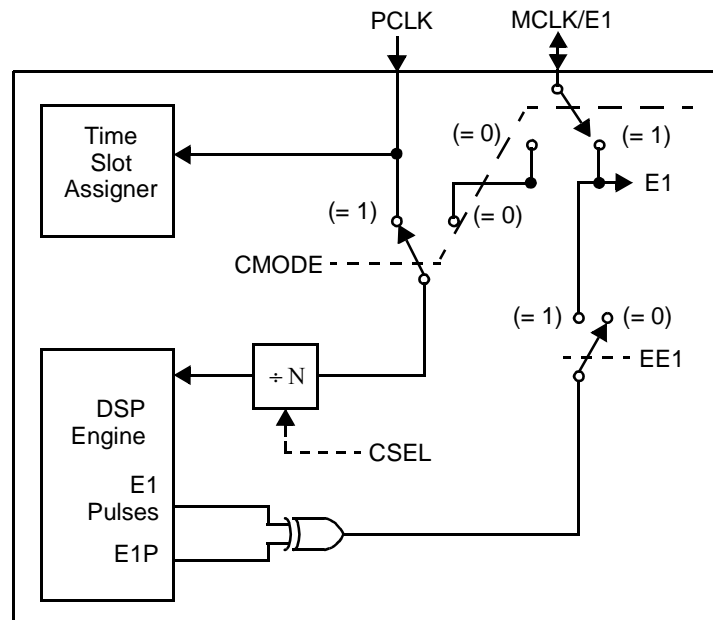 PCLK
MCLK/E1
Time
Slot
Assigner
(= 0)
(= 1)
E1
(= 1)
(= 0)
CMODE
(= 1)
(= 0)
EE1
÷ N
DSP
Engine
CSEL
E1
Pulses
E1P